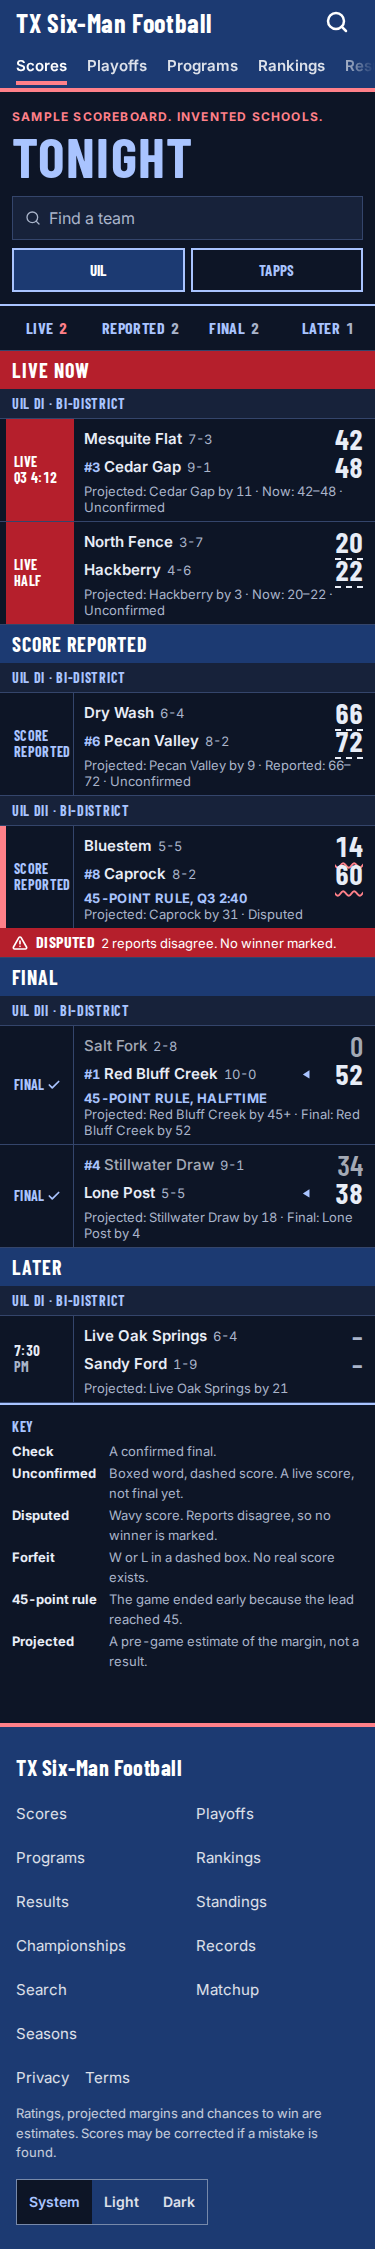 TX Six-Man Football
Scores Playoffs Programs Rankings Res
SAMPLE SCOREBOARD. INVENTED SCHOOLS.
TONIGHT
Find a team
UIL TAPPS
LIVE 2 REPORTED 2 FINAL 2 LATER 1
LIVE NOW
UIL DI · BI-DISTRICT
LIVE
Q3 4:12
Mesquite Flat 7-3 42
#3 Cedar Gap 9-1 48
Projected: Cedar Gap by 11 · Now: 42–48 ·
Unconfirmed
LIVE
HALF
North Fence 3-7 20
Hackberry 4-6 22
Projected: Hackberry by 3 · Now: 20–22 ·
Unconfirmed
SCORE REPORTED
UIL DI · BI-DISTRICT
SCORE
REPORTED
Dry Wash 6-4 66
#6 Pecan Valley 8-2 72
Projected: Pecan Valley by 9 · Reported: 66–
72 · Unconfirmed
UIL DII · BI-DISTRICT
SCORE
REPORTED
Bluestem 5-5 14
#8 Caprock 8-2 60
45-POINT RULE, Q3 2:40
Projected: Caprock by 31 · Disputed
DISPUTED 2 reports disagree. No winner marked.
FINAL
UIL DII · BI-DISTRICT
FINAL ✓
Salt Fork 2-8 0
#1 Red Bluff Creek 10-0 ◀ 52
45-POINT RULE, HALFTIME
Projected: Red Bluff Creek by 45+ · Final: Red
Bluff Creek by 52
FINAL ✓
#4 Stillwater Draw 9-1 34
Lone Post 5-5 ◀ 38
Projected: Stillwater Draw by 18 · Final: Lone
Post by 4
LATER
UIL DI · BI-DISTRICT
7:30
PM
Live Oak Springs 6-4 –
Sandy Ford 1-9 –
Projected: Live Oak Springs by 21
KEY
Check A confirmed final.
Unconfirmed Boxed word, dashed score. A live score,
not final yet.
Disputed Wavy score. Reports disagree, so no
winner is marked.
Forfeit W or L in a dashed box. No real score
exists.
45-point rule The game ended early because the lead
reached 45.
Projected A pre-game estimate of the margin, not a
result.
TX Six-Man Football
Scores Playoffs
Programs Rankings
Results Standings
Championships Records
Search Matchup
Seasons
Privacy Terms
Ratings, projected margins and chances to win are
estimates. Scores may be corrected if a mistake is
found.
System Light Dark